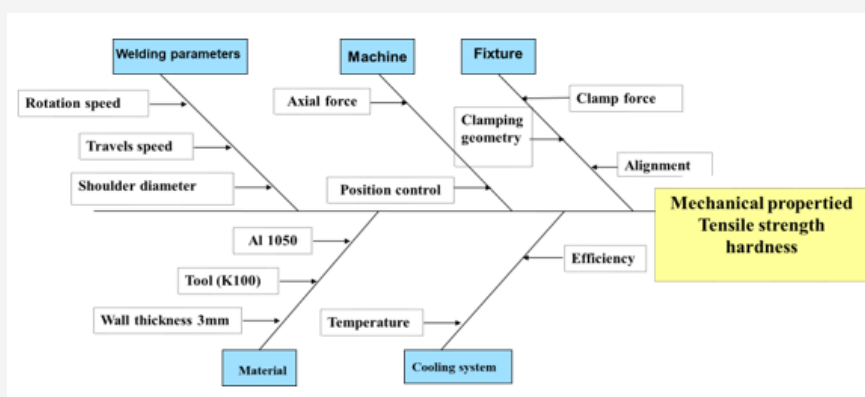 Welding parameters
Machine
Fixture
Rotation speed
Axial force
Clamp force
Clamping
geometry
Travels speed
Alignment
Shoulder diameter
Position control
Mechanical propertied
Tensile strength
hardness
Al 1050
Efficiency
Tool (K100)
Wall thickness 3mm
Temperature
Material
Cooling system